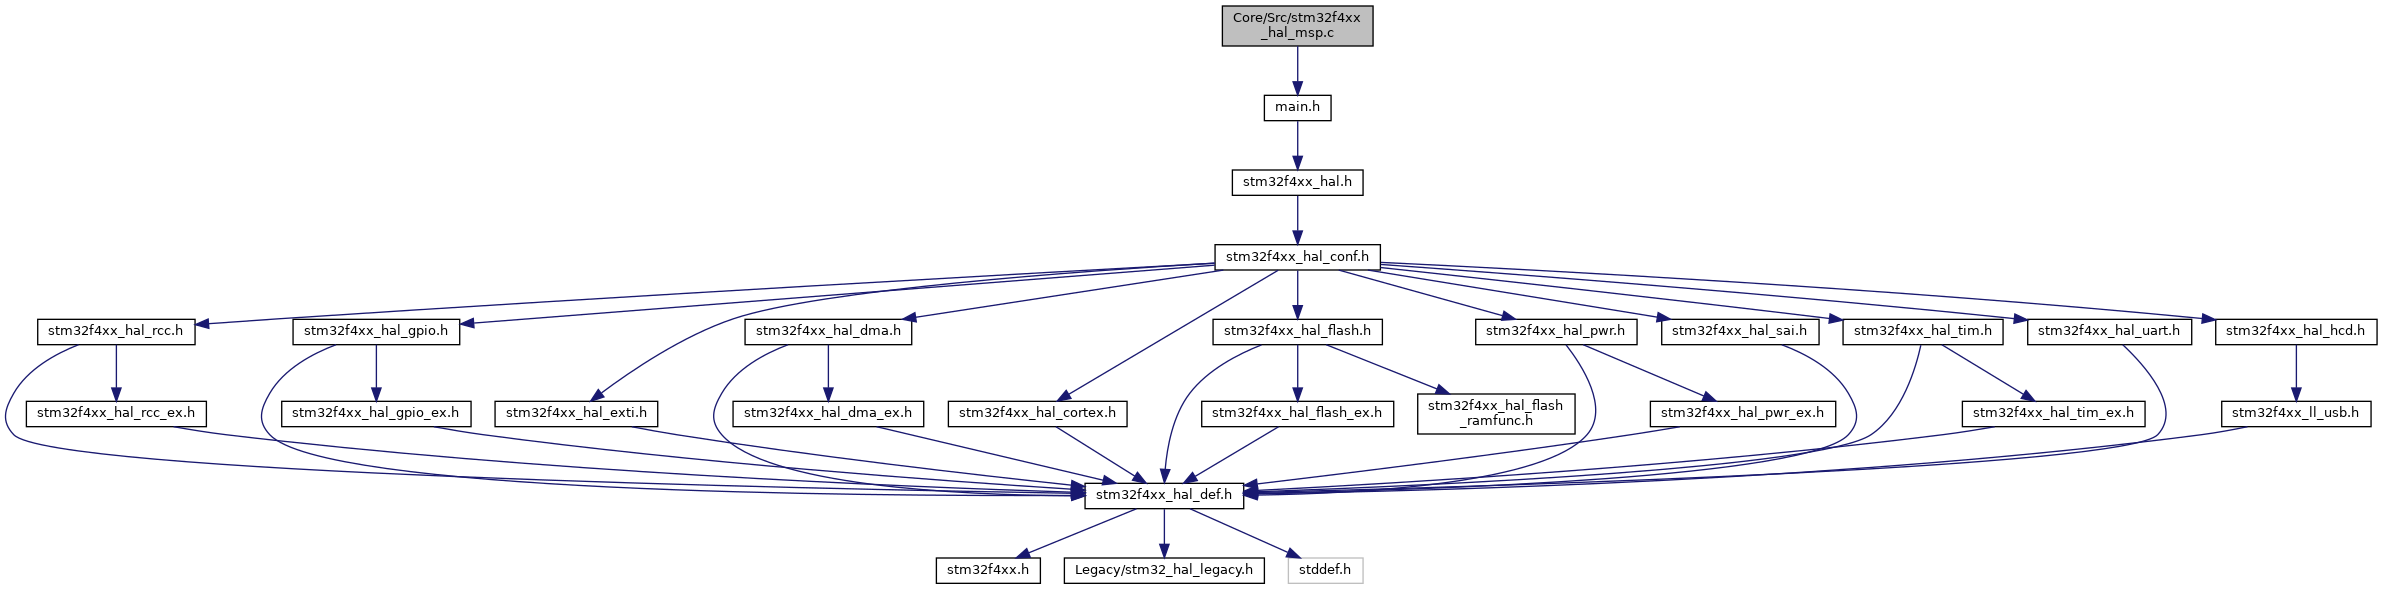 Core/Src/stm32f4xx
_hal_msp.c
main.h
stm32f4xx_hal.h
stm32f4xx_hal_conf.h
stm32f4xx_hal_rcc.h
stm32f4xx_hal_gpio.h
stm32f4xx_hal_dma.h
stm32f4xx_hal_flash.h
stm32f4xx_hal_pwr.h
stm32f4xx_hal_sai.h
stm32f4xx_hal_tim.h
stm32f4xx_hal_uart.h
stm32f4xx_hal_hcd.h
stm32f4xx_hal_rcc_ex.h
stm32f4xx_hal_gpio_ex.h
stm32f4xx_hal_exti.h
stm32f4xx_hal_dma_ex.h
stm32f4xx_hal_cortex.h
stm32f4xx_hal_flash_ex.h
stm32f4xx_hal_flash
_ramfunc.h
stm32f4xx_hal_pwr_ex.h
stm32f4xx_hal_tim_ex.h
stm32f4xx_ll_usb.h
stm32f4xx_hal_def.h
stm32f4xx.h
Legacy/stm32_hal_legacy.h
stddef.h